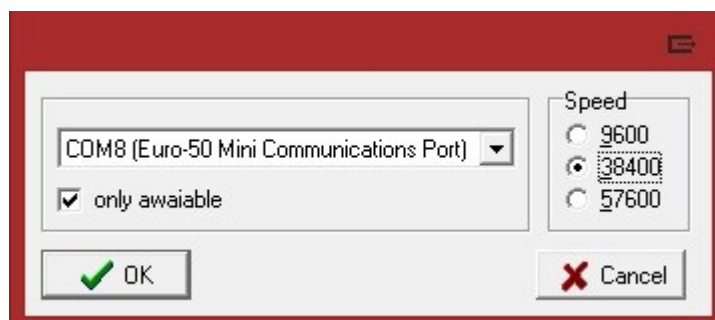 Speed
COM8 (Euro-50 Mini Communications Port)
only awaiable
9600
38400
57600
OK
Cancel